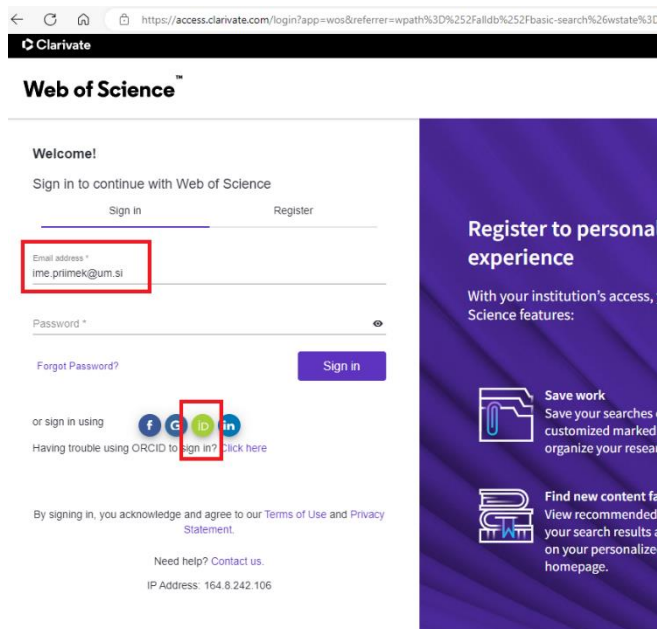 https://access.clarivate.com/login?app=wos&referrer=wpath%3D%252Falldb%252Fbasic-search%26wstate%3D
Clarivate
Web of Science™
Welcome!
Sign in to continue with Web of Science
Sign in
Register
Email address *
ime.priimek@um.si
Password *
Forgot Password?
Sign in
or sign in using
f G iD in
Having trouble using ORCID to sign in? Click here
By signing in, you acknowledge and agree to our Terms of Use and Privacy
Statement.
Need help? Contact us.
IP Address: 164.8.242.106
Register to personal
experience
With your institution's access,
Science features:
Save work
Save your searches
customized marked
organize your resear
Find new content fa
View recommended
your search results a
on your personalize
homepage.